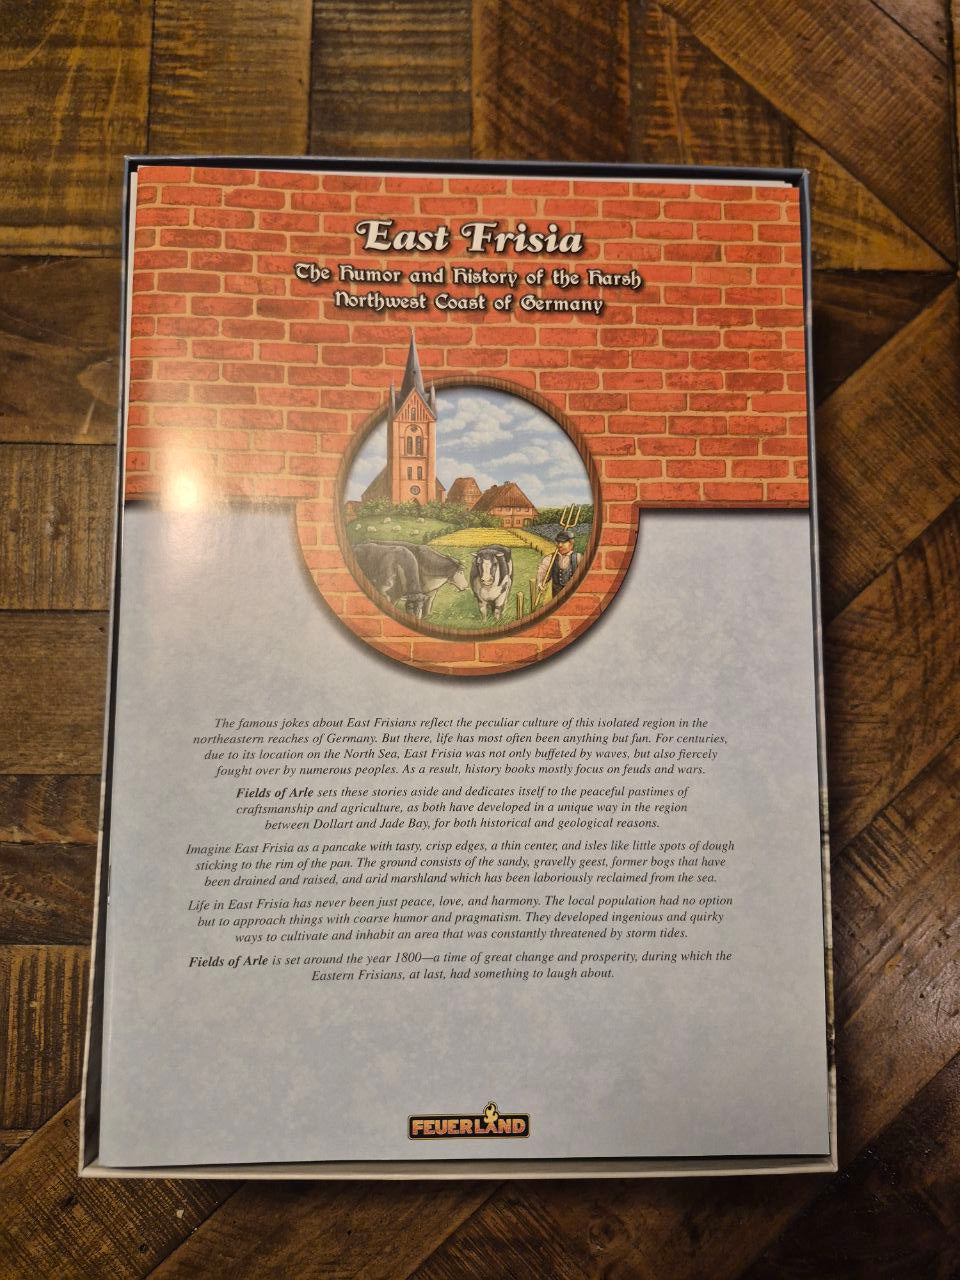 East Frisia
The Humor and History of the Harsh
Northwest Coast of Germany
The famous jokes about East Frisians reflect the peculiar culture of this isolated region in the
northeastern reaches of Germany. But there, life has most often been anything but fun. For centuries,
due to its location on the North Sea, East Frisia was not only buffeted by waves, but also fiercely
fought over by numerous peoples. As a result, history books mostly focus on feuds and wars.
Fields of Arle sets these stories aside and dedicates itself to the peaceful pastimes of
craftsmanship and agriculture, as both have developed in a unique way in the region
between Dollart and Jade Bay, for both historical and geological reasons.
Imagine East Frisia as a pancake with tasty, crisp edges, a thin center, and isles like little spots of dough
sticking to the rim of the pan. The ground consists of the sandy, gravelly geest, former bogs that have
been drained and raised, and arid marshland which has been laboriously reclaimed from the sea.
Life in East Frisia has never been just peace, love, and harmony. The local population had no option
but to approach things with coarse humor and pragmatism. They developed ingenious and quirky
ways to cultivate and inhabit an area that was constantly threatened by storm tides.
Fields of Arle is set around the year 1800—a time of great change and prosperity, during which the
Eastern Frisians, at last, had something to laugh about.
FEUERLAND